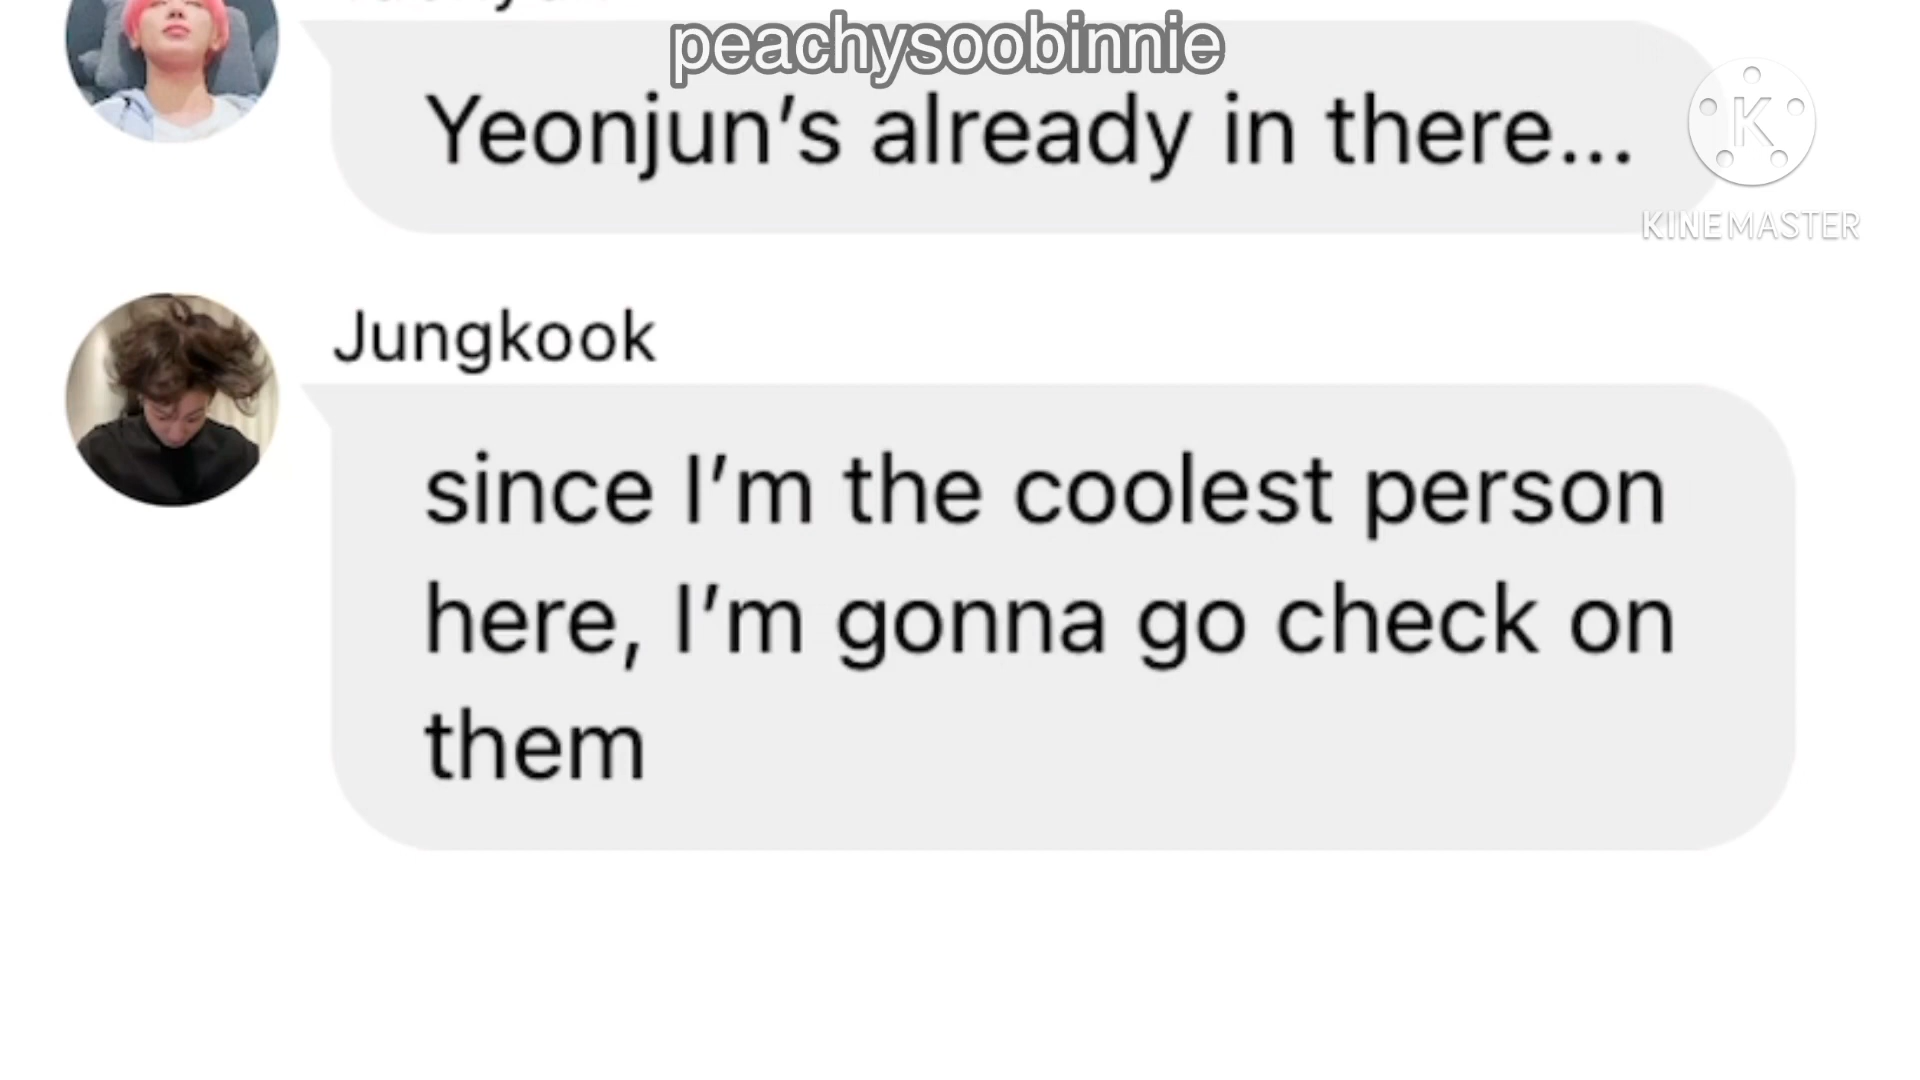 peachysoobinnie
Yeonjun’s already in there...
KINEMASTER
Jungkook
since I’m the coolest person
here, I’m gonna go check on
them